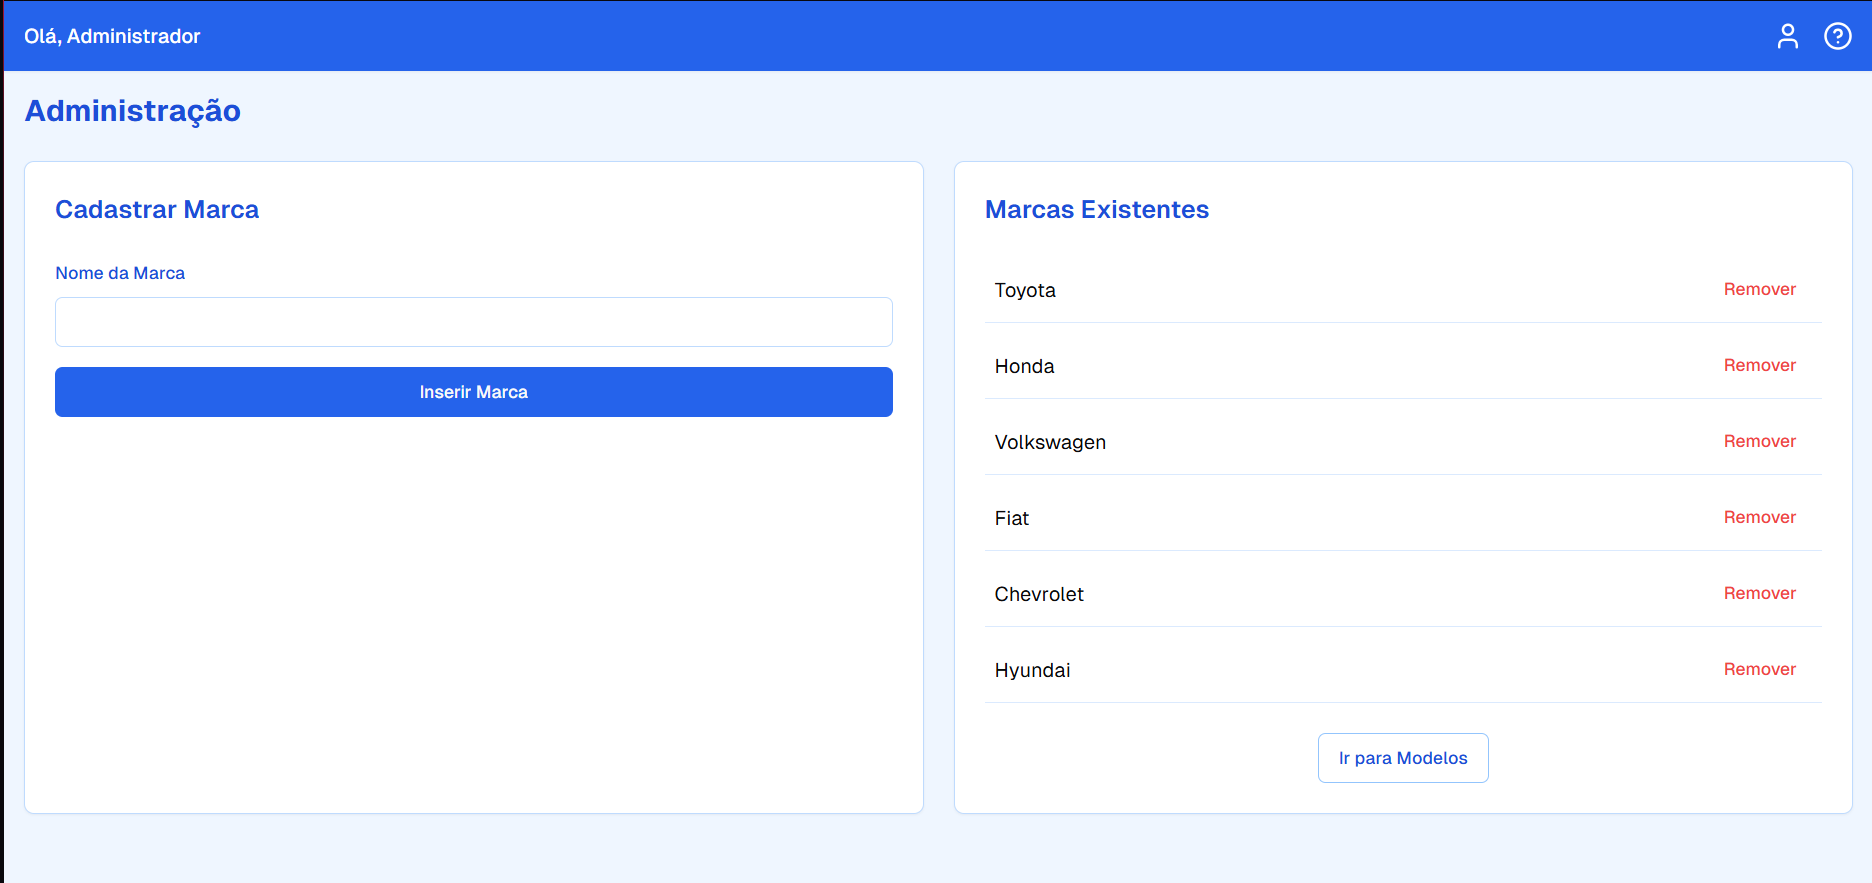 Olá, Administrador
Administração
Cadastrar Marca
Nome da Marca
Inserir Marca
Marcas Existentes
Toyota Remover
Honda Remover
Volkswagen Remover
Fiat Remover
Chevrolet Remover
Hyundai Remover
Ir para Modelos